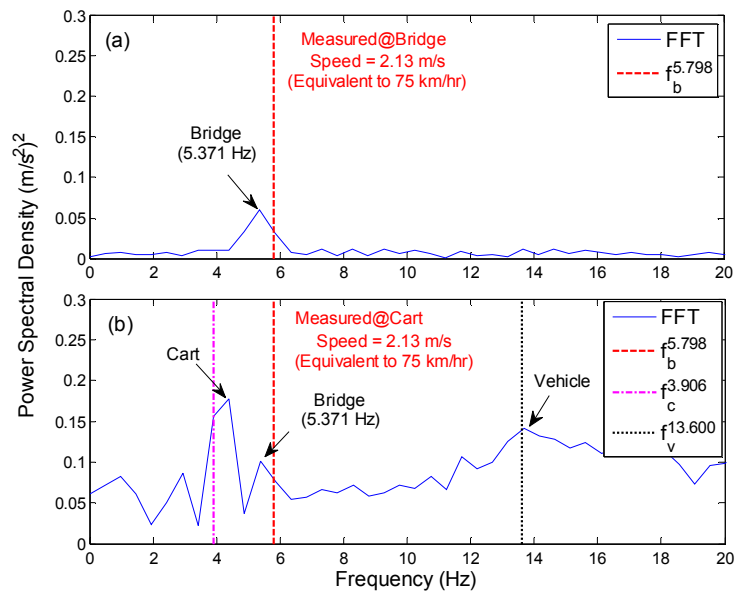 (a)
Measured@Bridge
Speed = 2.13 m/s
(Equivalent to 75 km/hr)
FFT
f_b^5.798
Bridge
(5.371 Hz)
0.3
0.25
0.2
0.15
0.1
0.05
0
0 2 4 6 8 10 12 14 16 18 20
Power Spectral Density (m/s²)²
(b)
Measured@Cart
Speed = 2.13 m/s
(Equivalent to 75 km/hr)
FFT
f_b^5.798
f_c^3.906
f_v^13.600
Cart
Bridge
(5.371 Hz)
Vehicle
0.3
0.25
0.2
0.15
0.1
0.05
0
0 2 4 6 8 10 12 14 16 18 20
Frequency (Hz)